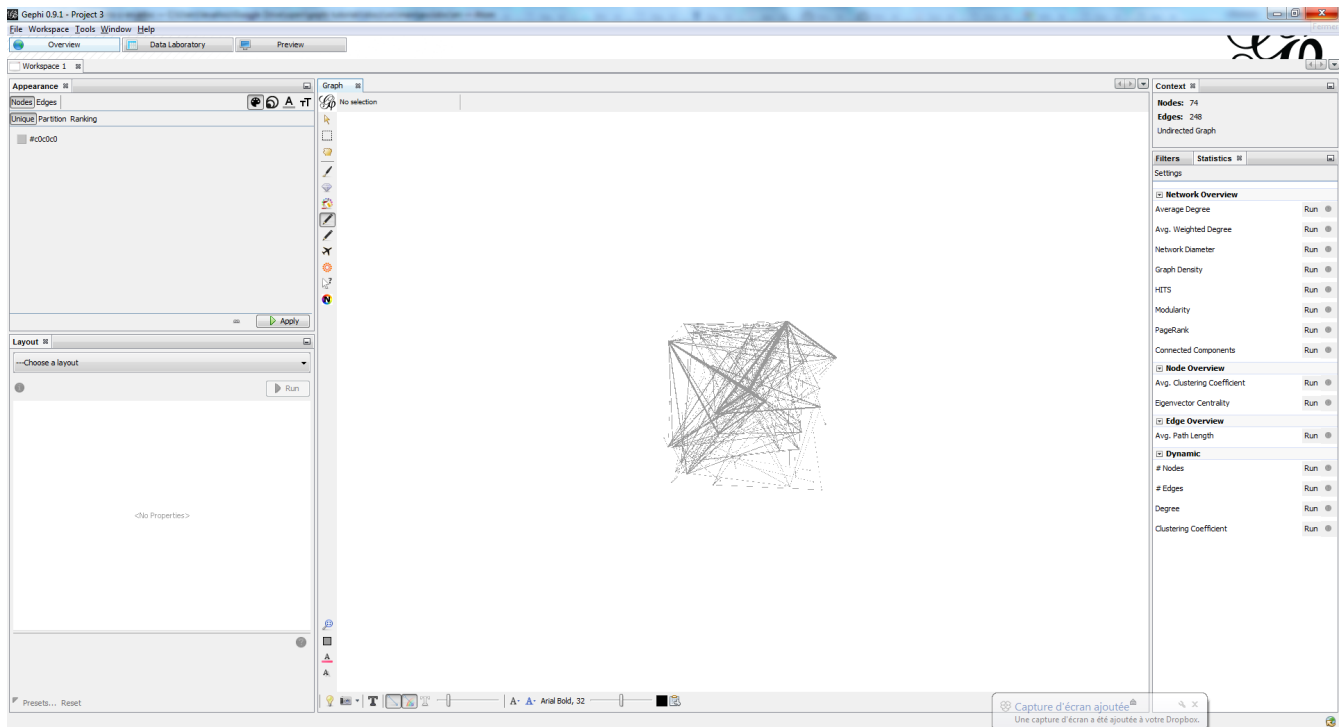 Gephi 0.9.1 - Project 3
File Workspace Tools Window Help
Overview Data Laboratory Preview
Workspace 1
Appearance
Nodes Edges
Unique Partition Ranking
#c0c0c0
Apply
Layout
---Choose a layout
Run
<No Properties>
Presets... Reset
Graph
No selection
A- A- Arial Bold, 32
Context
Nodes: 74
Edges: 248
Undirected Graph
Filters Statistics
Settings
Network Overview
Average Degree Run
Avg. Weighted Degree Run
Network Diameter Run
Graph Density Run
HITS Run
Modularity Run
PageRank Run
Connected Components Run
Node Overview
Avg. Clustering Coefficient Run
Eigenvector Centrality Run
Edge Overview
Avg. Path Length Run
Dynamic
# Nodes Run
# Edges Run
Degree Run
Clustering Coefficient Run
Capture d'écran ajoutée
Une capture d'écran a été ajoutée à votre Dropbox.